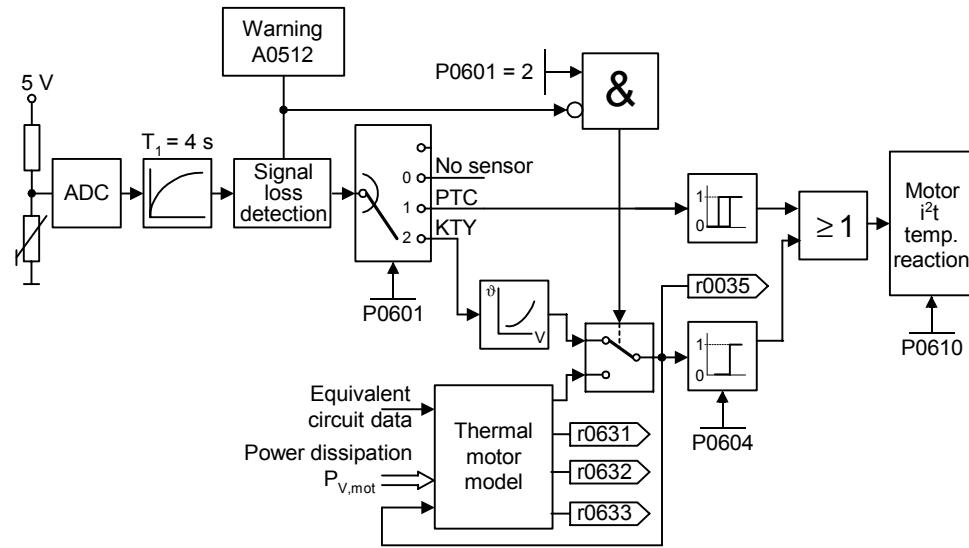 Warning
A0512
P0601 = 2
&
5 V
T1 = 4 s
ADC
Signal
loss
detection
0
No sensor
1
PTC
2
KTY
P0601
ϑ
V
1
0
≥ 1
Motor
i²t
temp.
reaction
r0035
1
0
P0610
P0604
Equivalent
circuit data
Power dissipation
PV,mot
Thermal
motor
model
r0631
r0632
r0633